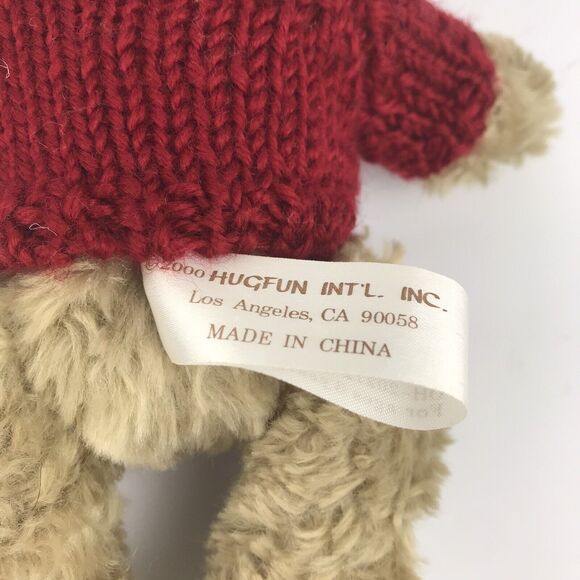 ©2000 HUGFUN INT'L. INC.
Los Angeles, CA 90058
MADE IN CHINA